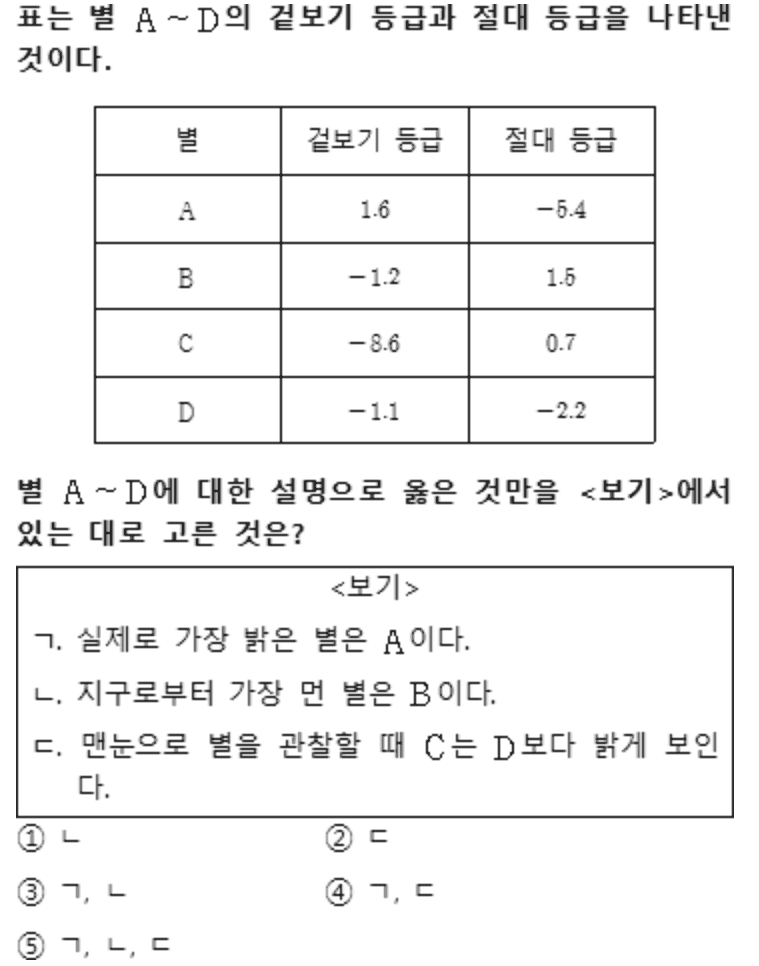 표는 별 A ~ D의 겉보기 등급과 절대 등급을 나타낸
것이다.
별 겉보기 등급 절대 등급
A 1.6 -5.4
B -1.2 1.5
C -8.6 0.7
D -1.1 -2.2
별 A ~ D에 대한 설명으로 옳은 것만을 <보기>에서
있는 대로 고른 것은?
<보기>
ㄱ. 실제로 가장 밝은 별은 A이다.
ㄴ. 지구로부터 가장 먼 별은 B이다.
ㄷ. 맨눈으로 별을 관찰할 때 C는 D보다 밝게 보인
다.
① ㄴ ② ㄷ
③ ㄱ, ㄴ ④ ㄱ, ㄷ
⑤ ㄱ, ㄴ, ㄷ